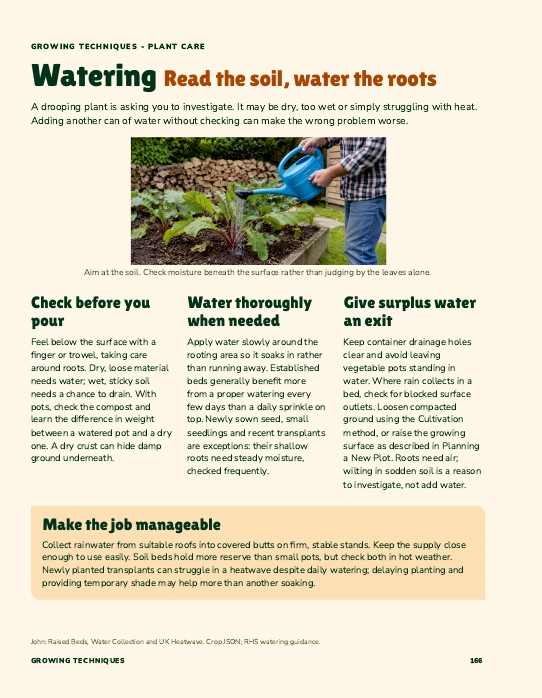 GROWING TECHNIQUES - PLANT CARE
Watering Read the soil, water the roots
A drooping plant is asking you to investigate. It may be dry, too wet or simply struggling with heat.
Adding another can of water without checking can make the wrong problem worse.
Aim at the soil. Check moisture beneath the surface rather than judging by the leaves alone.
Check before you
pour
Feel below the surface with a
finger or trowel, taking care
around roots. Dry, loose material
needs water; wet, sticky soil
needs a chance to drain. With
pots, check the compost and
learn the difference in weight
between a watered pot and a dry
one. A dry crust can hide damp
ground underneath.
Water thoroughly
when needed
Apply water slowly around the
rooting area so it soaks in rather
than running away. Established
beds generally benefit more
from a proper watering every
few days than a daily sprinkle on
top. Newly sown seed, small
seedlings and recent transplants
are exceptions: their shallow
roots need steady moisture,
checked frequently.
Give surplus water
an exit
Keep container drainage holes
clear and avoid leaving
vegetable pots standing in
water. Where rain collects in a
bed, check for blocked surface
outlets. Loosen compacted
ground using the Cultivation
method, or raise the growing
surface as described in Planning
a New Plot. Roots need air;
wilting in sodden soil is a reason
to investigate, not add water.
Make the job manageable
Collect rainwater from suitable roofs into covered butts on firm, stable stands. Keep the supply close
enough to use easily. Soil beds hold more reserve than small pots, but check both in hot weather.
Newly planted transplants can struggle in a heatwave despite daily watering; delaying planting and
providing temporary shade may help more than another soaking.
John: Raised Beds, Water Collection and UK Heatwave. CropJSON; RHS watering guidance.
GROWING TECHNIQUES
166